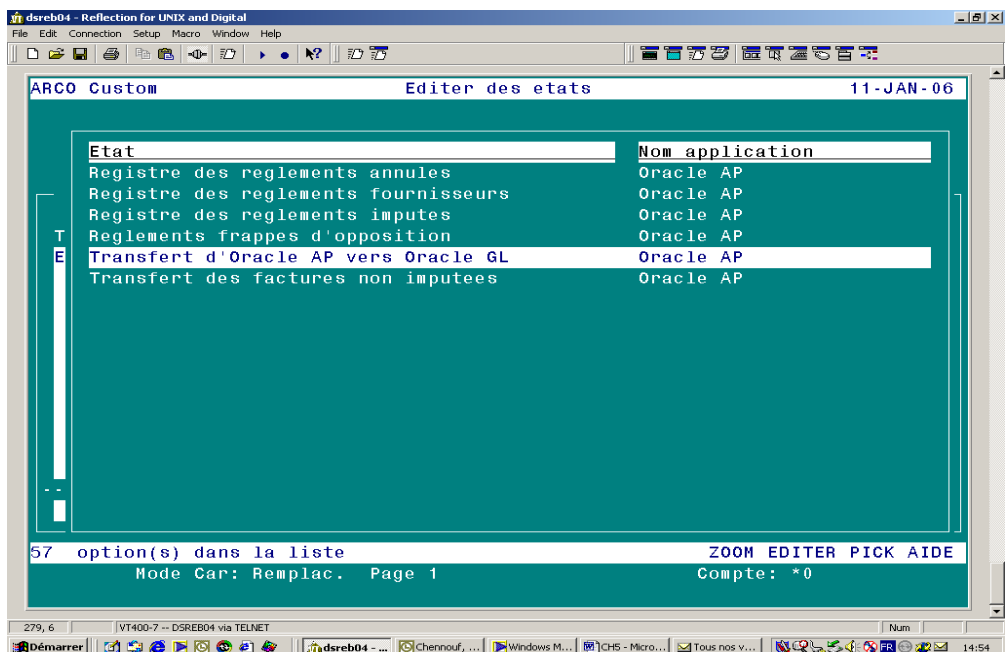 dsreb04 - Reflection for UNIX and Digital
File Edit Connection Setup Macro Window Help
ARCO Custom Editer des etats 11-JAN-06
Etat Nom application
Registre des reglements annules Oracle AP
Registre des reglements fournisseurs Oracle AP
Registre des reglements imputes Oracle AP
T Reglements frappes d'opposition Oracle AP
E Transfert d'Oracle AP vers Oracle GL Oracle AP
Transfert des factures non imputees Oracle AP
--
57 option(s) dans la liste ZOOM EDITER PICK AIDE
Mode Car: Remplac. Page 1 Compte: *0
279, 6 VT400-7 -- DSREB04 via TELNET Num
Démarrer dsreb04 - ... Chennouf, ... Windows M... CH5 - Micro... Tous nos v... FR 14:54